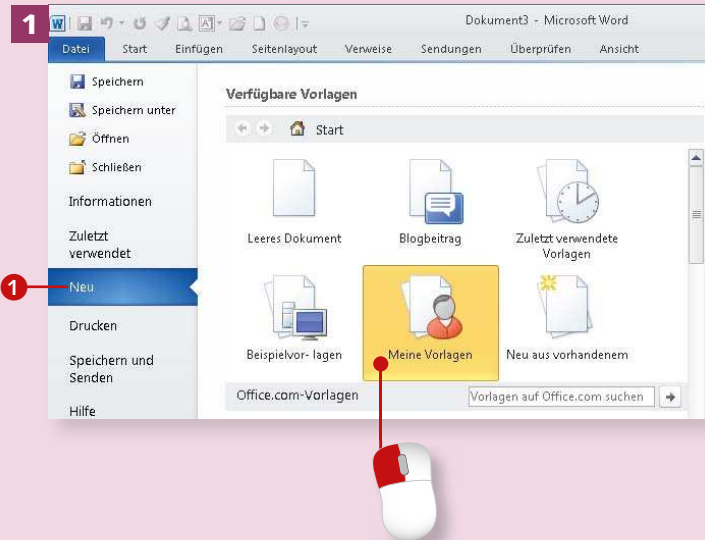 1
W
Dokument3 - Microsoft Word
Datei Start Einfügen Seitenlayout Verweise Sendungen Überprüfen Ansicht
Speichern
Speichern unter
Öffnen
Schließen
Informationen
Zuletzt
verwendet
1
Neu
Drucken
Speichern und
Senden
Hilfe
Verfügbare Vorlagen
Start
Leeres Dokument
Blogbeitrag
Zuletzt verwendete
Vorlagen
Beispielvor- lagen
Meine Vorlagen
Neu aus vorhandenem
Office.com-Vorlagen
Vorlagen auf Office.com suchen